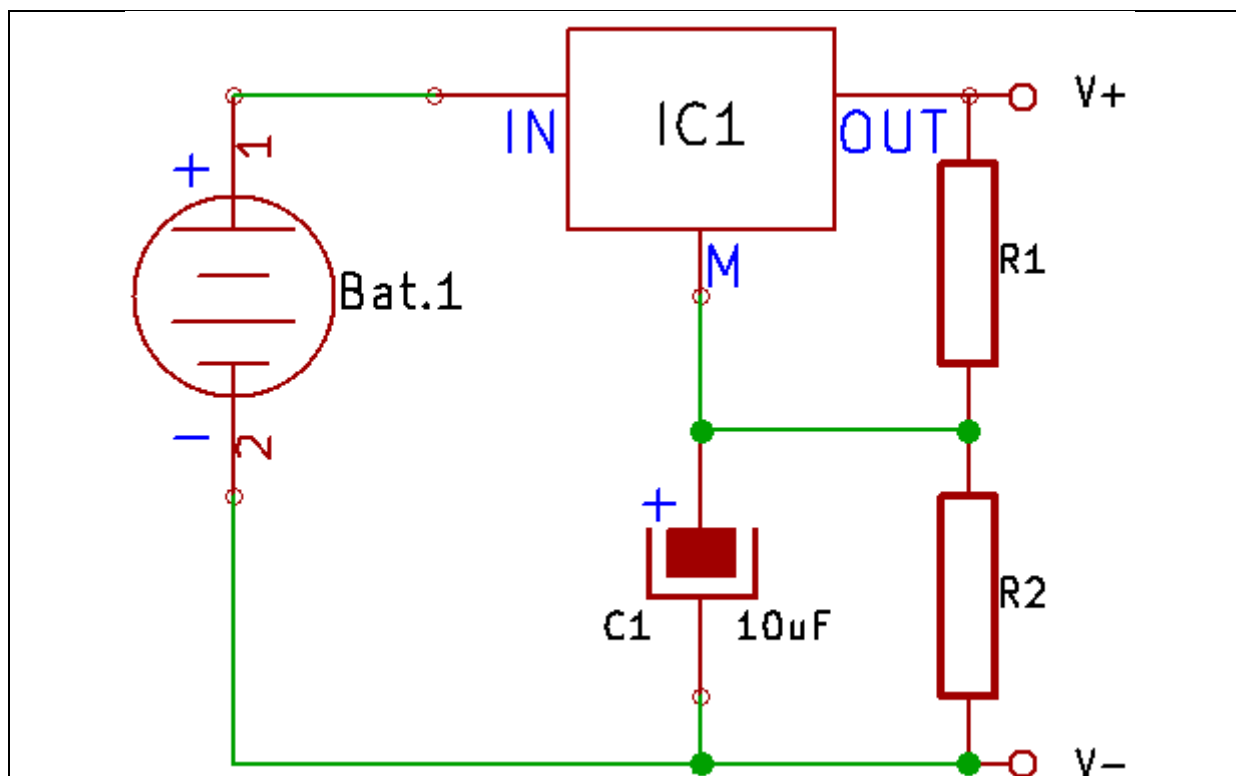 V+
IC1
IN
OUT
1
+
M
R1
Bat.1
-
2
+
R2
C1
10uF
V-